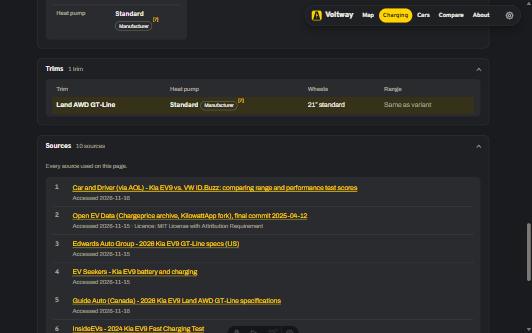 Voltway Map Charging Cars Compare About
Heat pump Standard [7]
Manufacturer
Trims 1 trim
Trim Heat pump Wheels Range
Land AWD GT-Line Standard Manufacturer [7] 21" standard Same as variant
Sources 10 sources
Every source used on this page.
1 Car and Driver (via AOL) - Kia EV9 vs. VW ID.Buzz: comparing range and performance test scores
Accessed 2026-11-16
2 Open EV Data (Chargeprice archive, KilowattApp fork), final commit 2025-04-12
Accessed 2026-11-15 · Licence: MIT License with Attribution Requirement
3 Edwards Auto Group - 2026 Kia EV9 GT-Line specs (US)
Accessed 2026-11-15
4 EV Seekers - Kia EV9 battery and charging
Accessed 2026-11-15
5 Guide Auto (Canada) - 2026 Kia EV9 Land AWD GT-Line specifications
Accessed 2026-11-16
6 InsideEVs - 2024 Kia EV9 Fast Charging Test